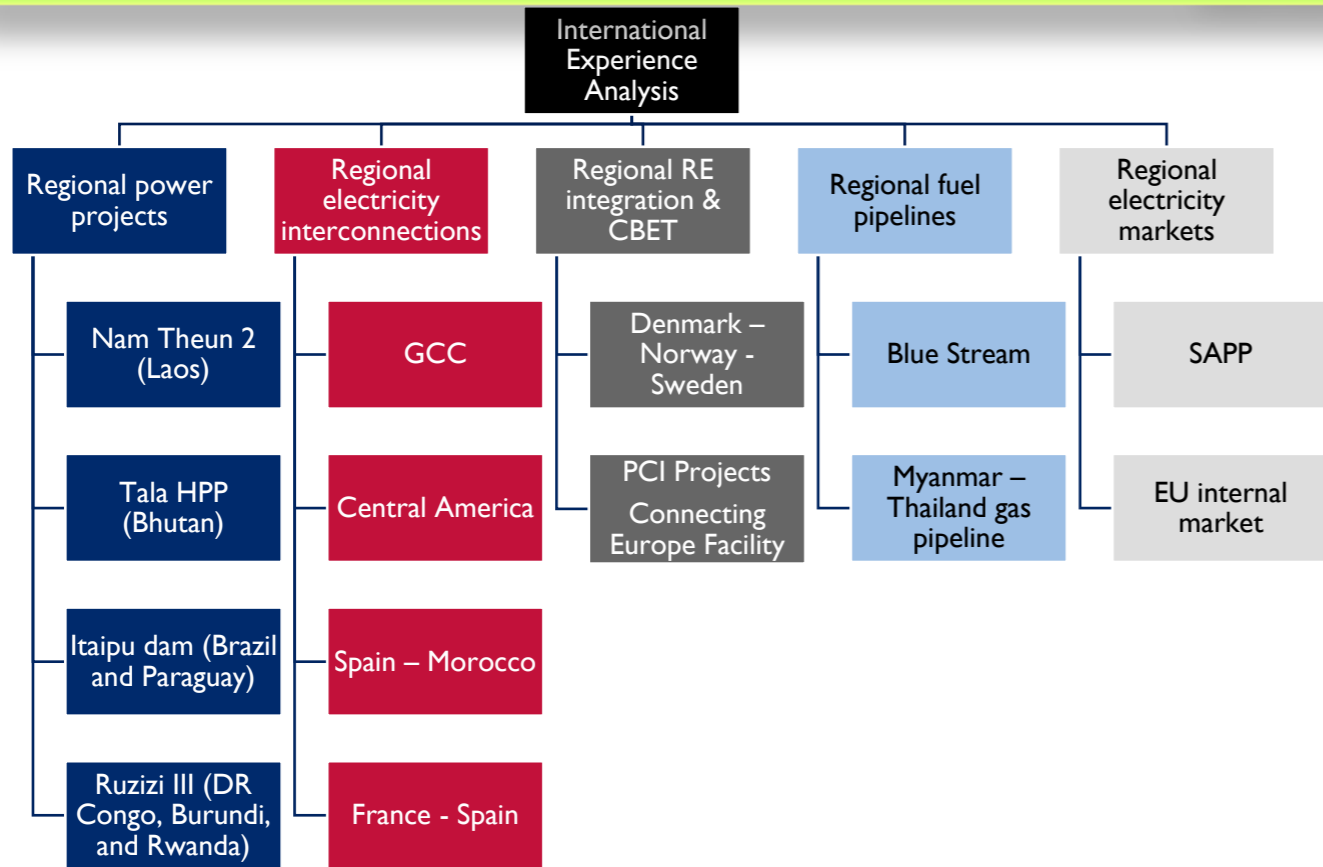 International
Experience
Analysis
Regional power
projects
Nam Theun 2
(Laos)
Tala HPP
(Bhutan)
Itaipu dam (Brazil
and Paraguay)
Ruzizi III (DR
Congo, Burundi,
and Rwanda)
Regional
electricity
interconnections
GCC
Central America
Spain – Morocco
France - Spain
Regional RE
integration &
CBET
Denmark –
Norway -
Sweden
PCI Projects
Connecting
Europe Facility
Regional fuel
pipelines
Blue Stream
Myanmar –
Thailand gas
pipeline
Regional
electricity
markets
SAPP
EU internal
market